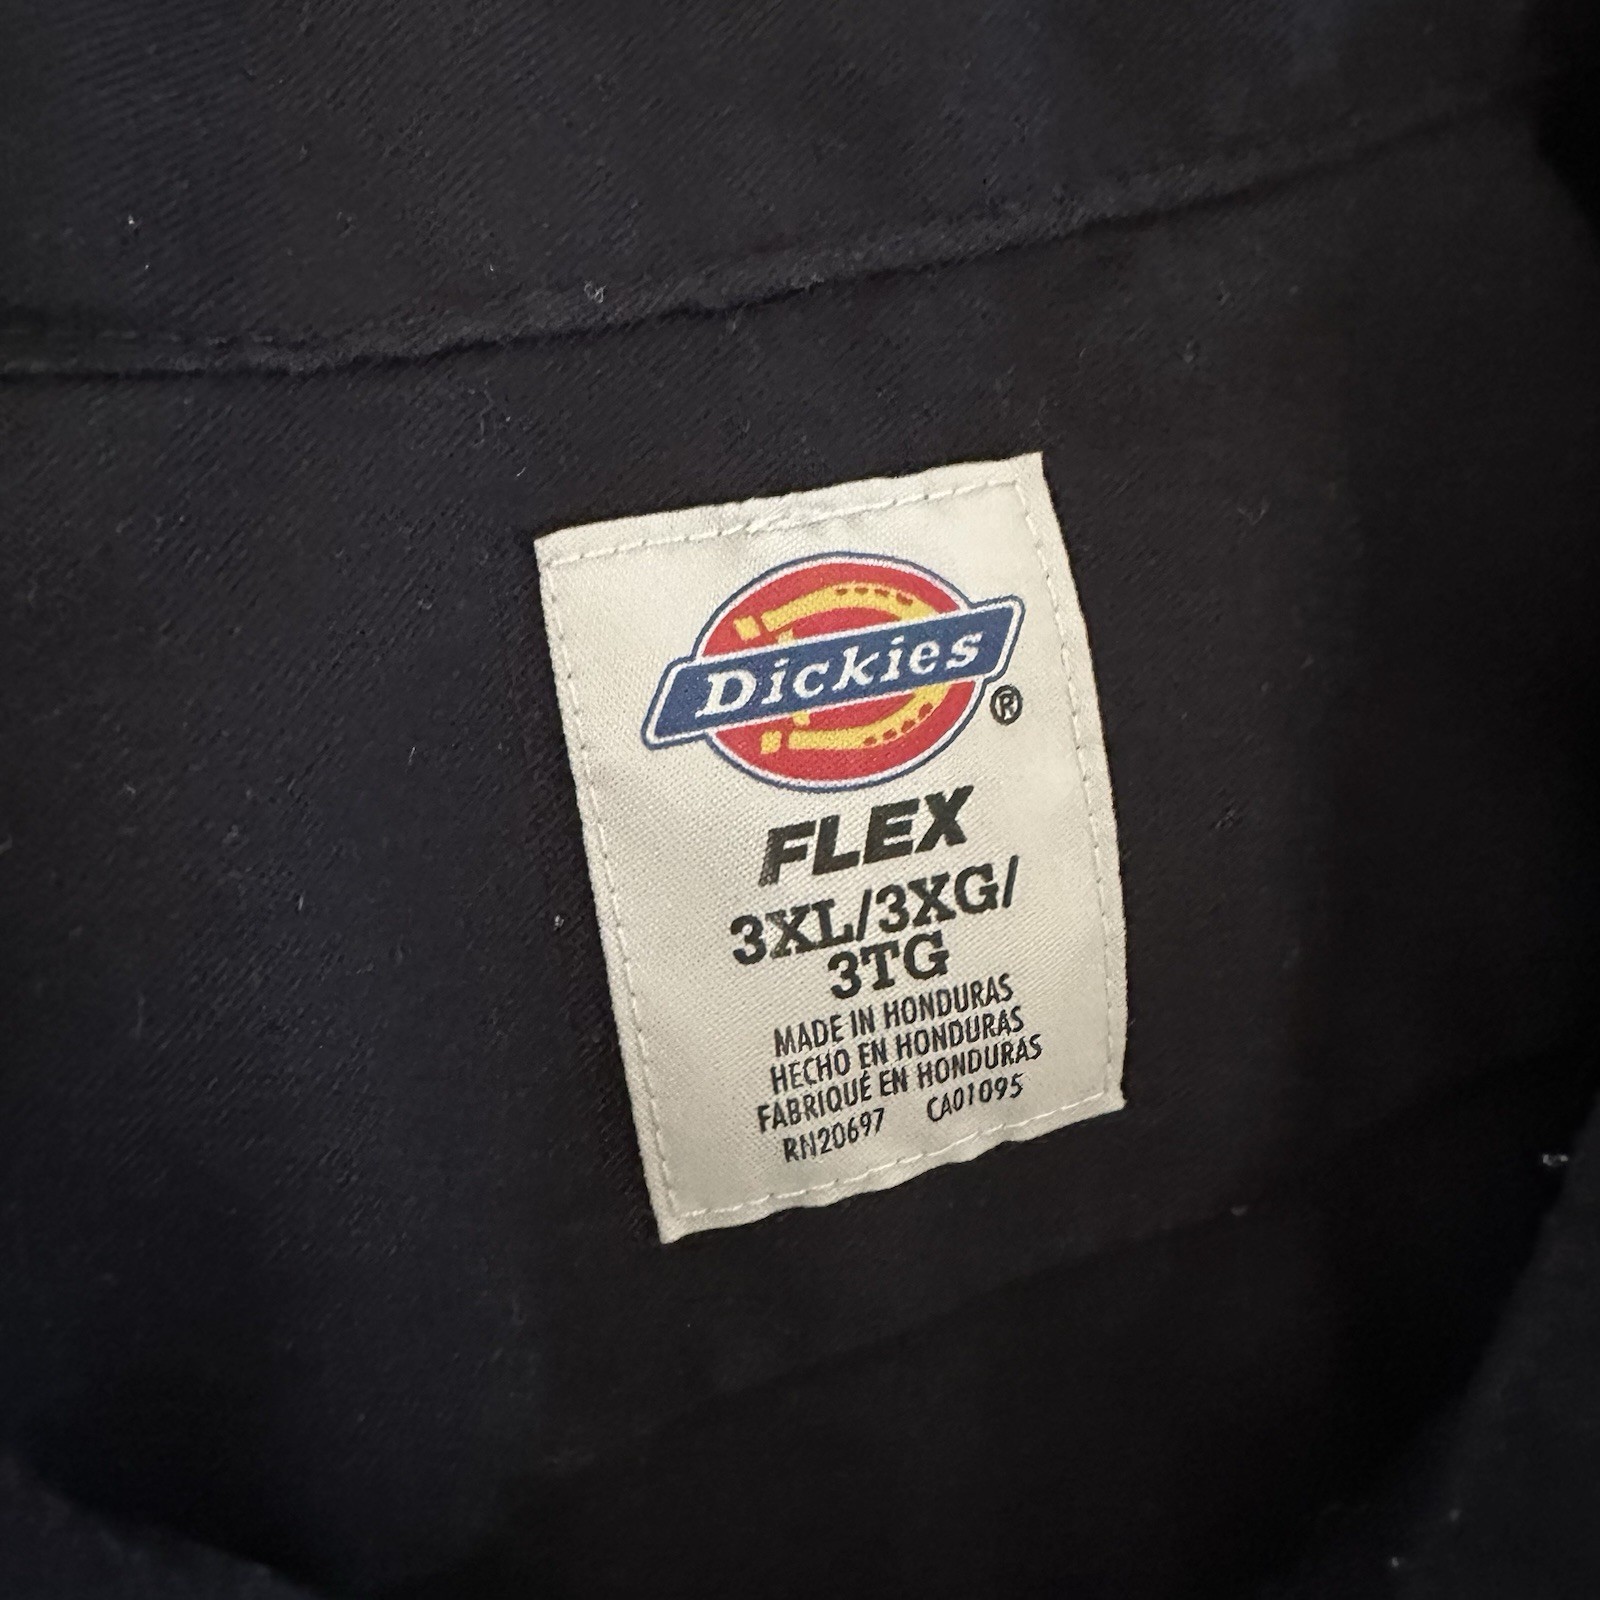 Dickies®
FLEX
3XL/3XG/
3TG
MADE IN HONDURAS
HECHO EN HONDURAS
FABRIQUÉ EN HONDURAS
RN20697 CA01095